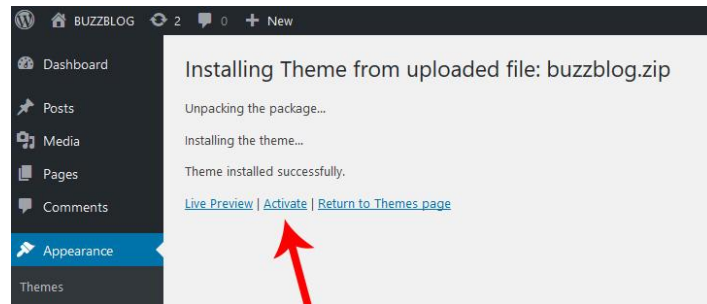 BUZZBLOG 2 0 + New
Dashboard
Posts
Media
Pages
Comments
Appearance
Themes
Installing Theme from uploaded file: buzzblog.zip
Unpacking the package...
Installing the theme...
Theme installed successfully.
Live Preview | Activate | Return to Themes page